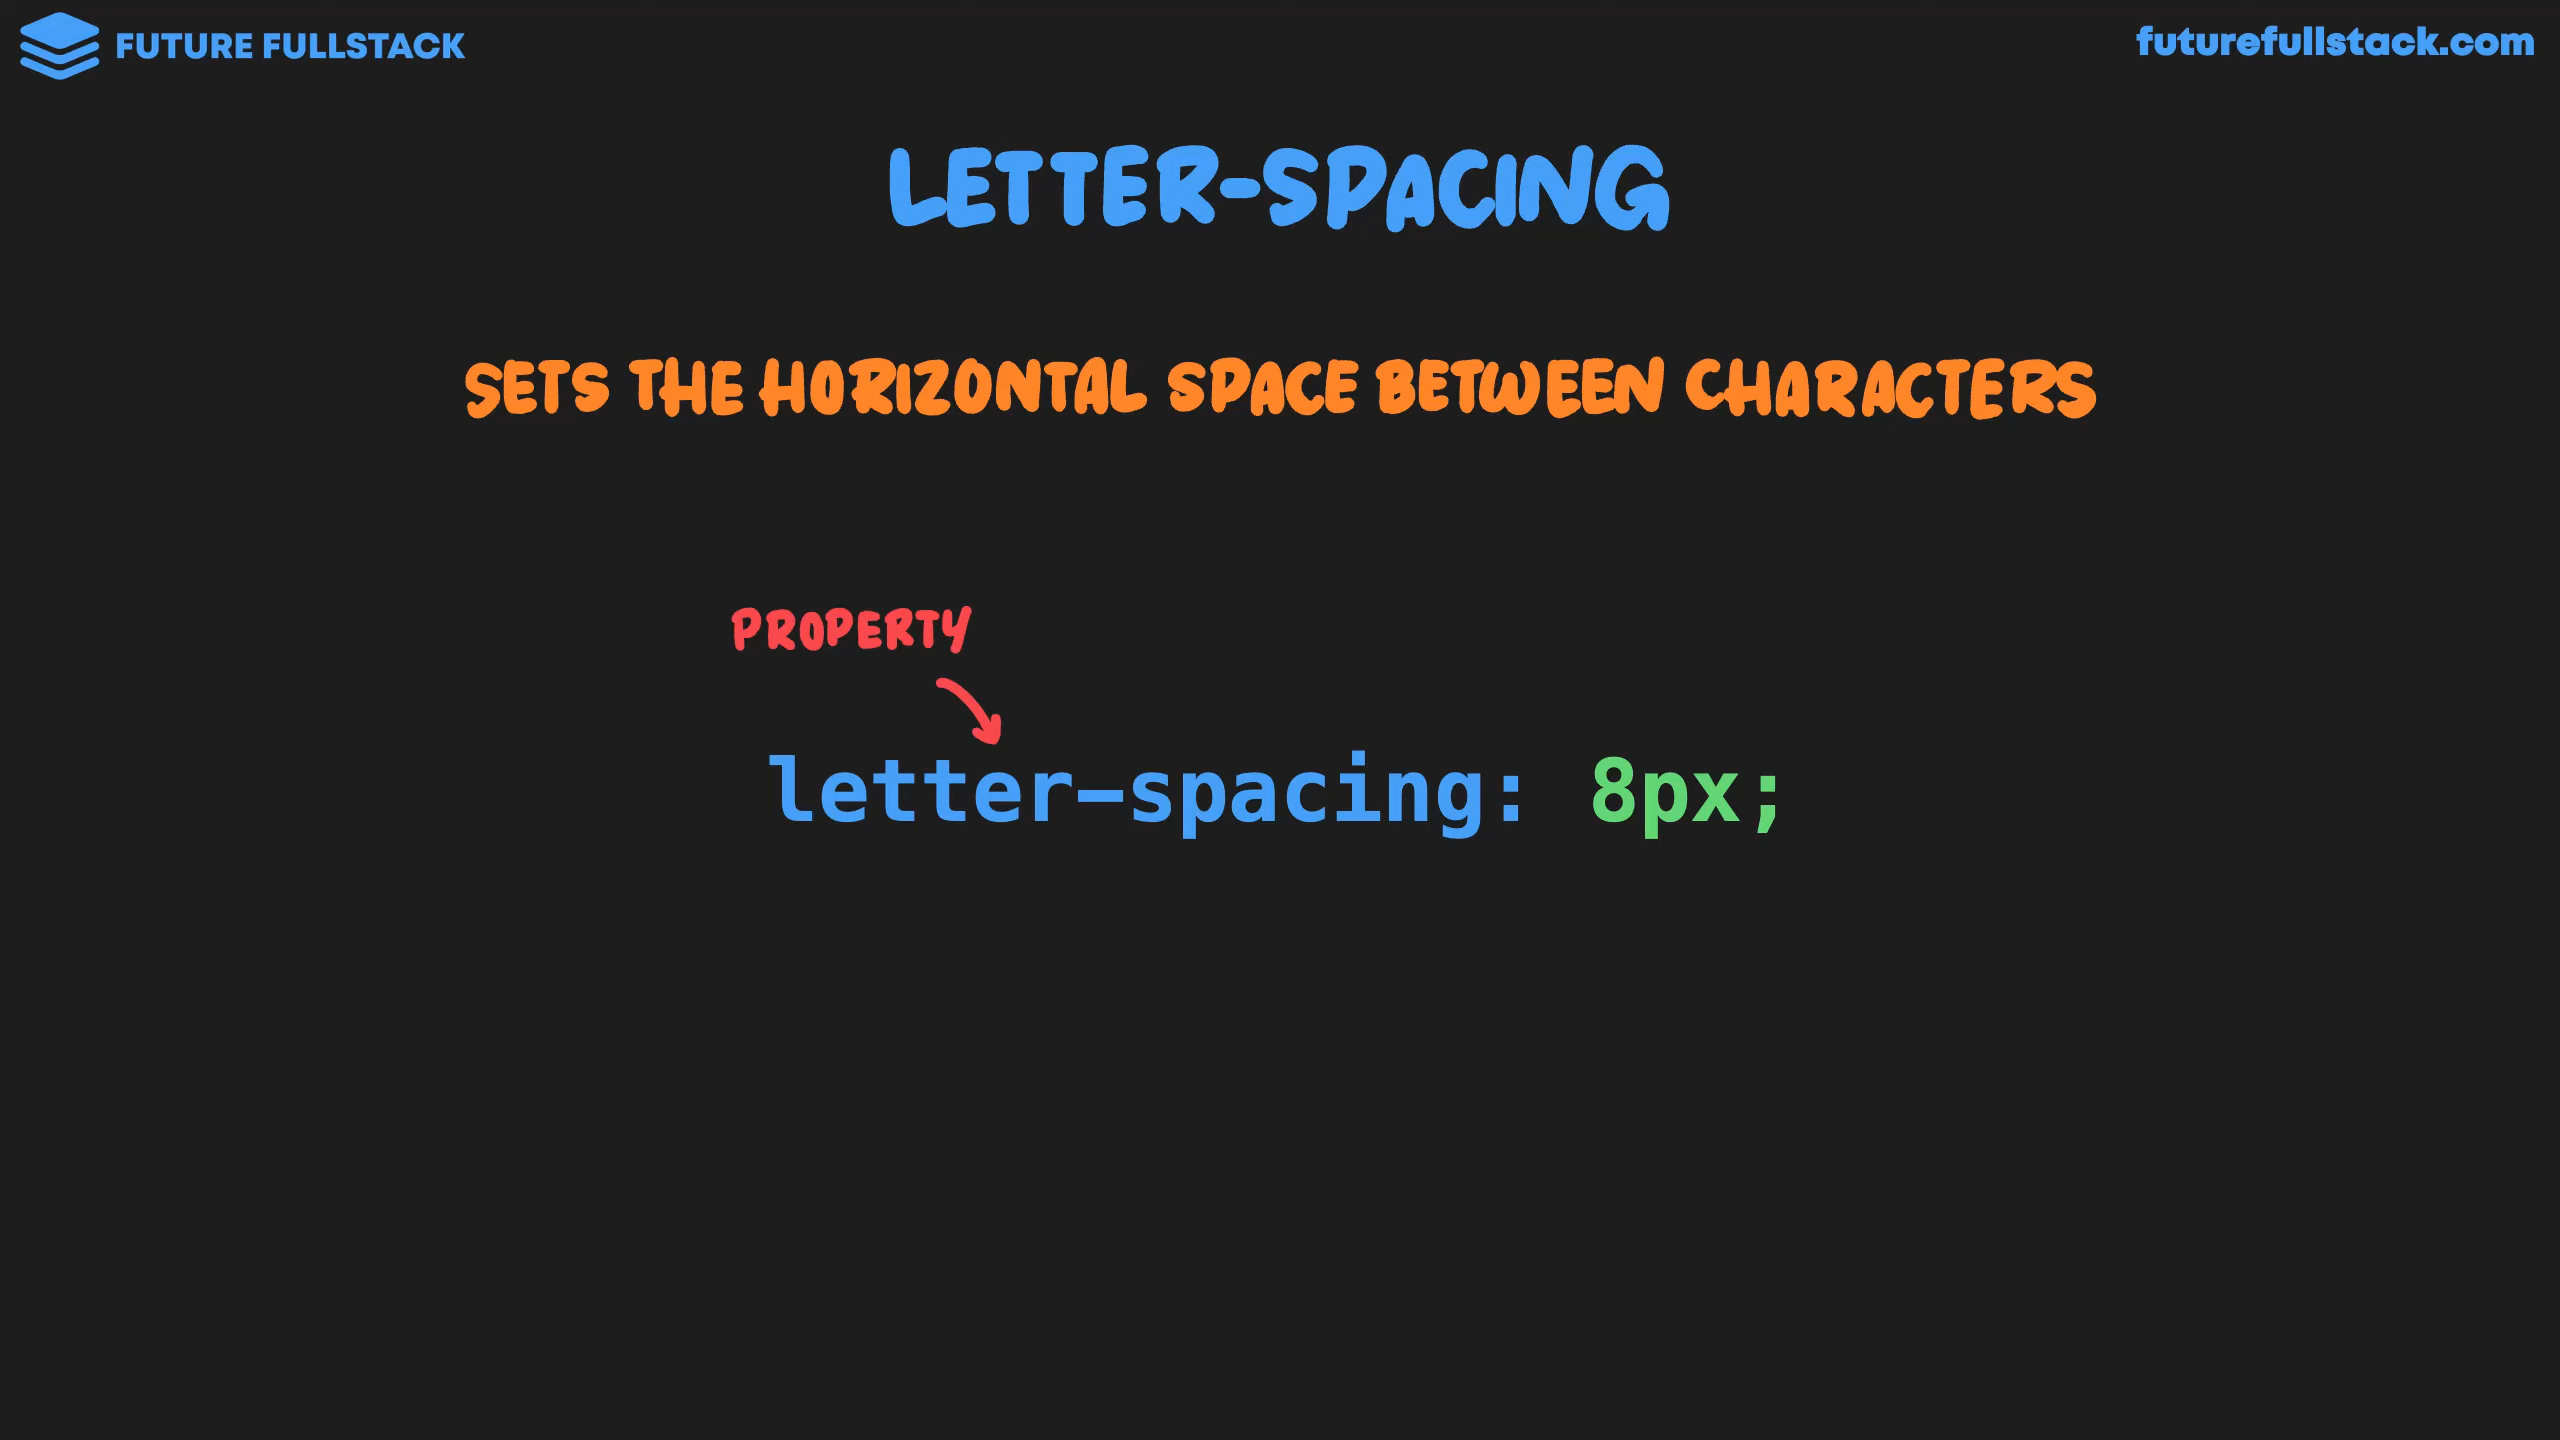 FUTURE FULLSTACK
futurefullstack.com
LETTER-SPACING
SETS THE HORIZONTAL SPACE BETWEEN CHARACTERS
PROPERTY
letter-spacing: 8px;